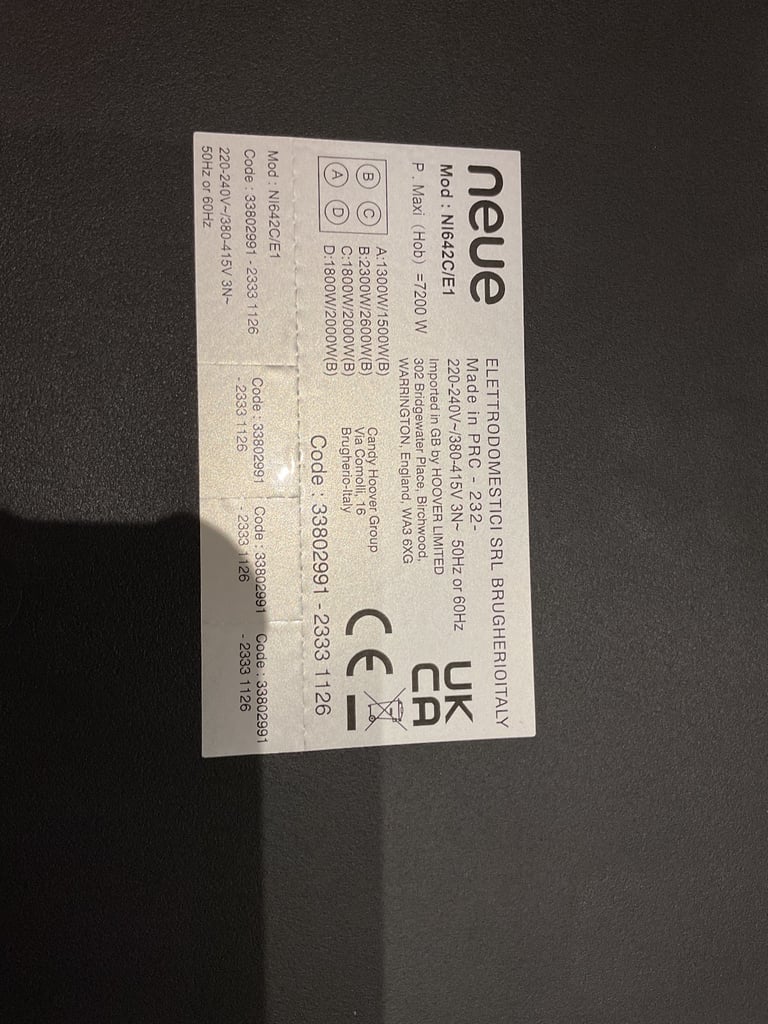 neue
Mod : NI642C/E1
P . Maxi (Hob) =7200 W
ELETTRODOMESTICI SRL BRUGHERIOITALY
Made in PRC - 232-
220-240V~/380-415V 3N~ 50Hz or 60Hz
Imported in GB by HOOVER LIMITED
302 Bridgewater Place, Birchwood,
WARRINGTON, England, WA3 6XG
UK
CA
B C
A D
A:1300W/1500W(B)
B:2300W/2600W(B)
C:1800W/2000W(B)
D:1800W/2000W(B)
Candy Hoover Group
Via Comolli, 16
Brugherio-Italy
CE
Code : 33802991 - 2333 1126
Mod : NI642C/E1
Code : 33802991 - 2333 1126
220-240V~/380-415V 3N~
50Hz or 60Hz
Code : 33802991
- 2333 1126
Code : 33802991
- 2333 1126
Code : 33802991
- 2333 1126